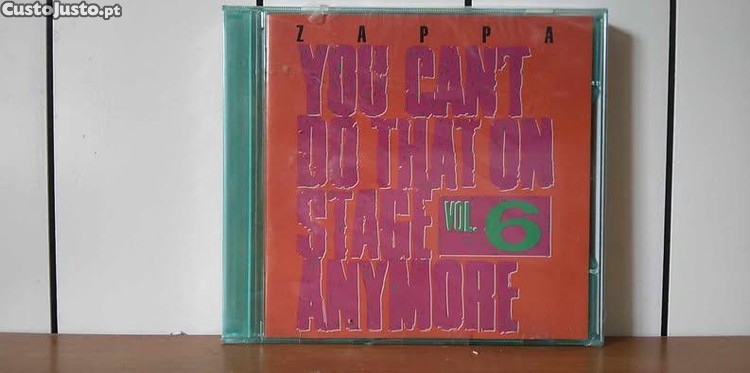 CustoJusto.pt
ZAPPA
YOU CAN'T
DO THAT ON
STAGE VOL. 6
ANYMORE